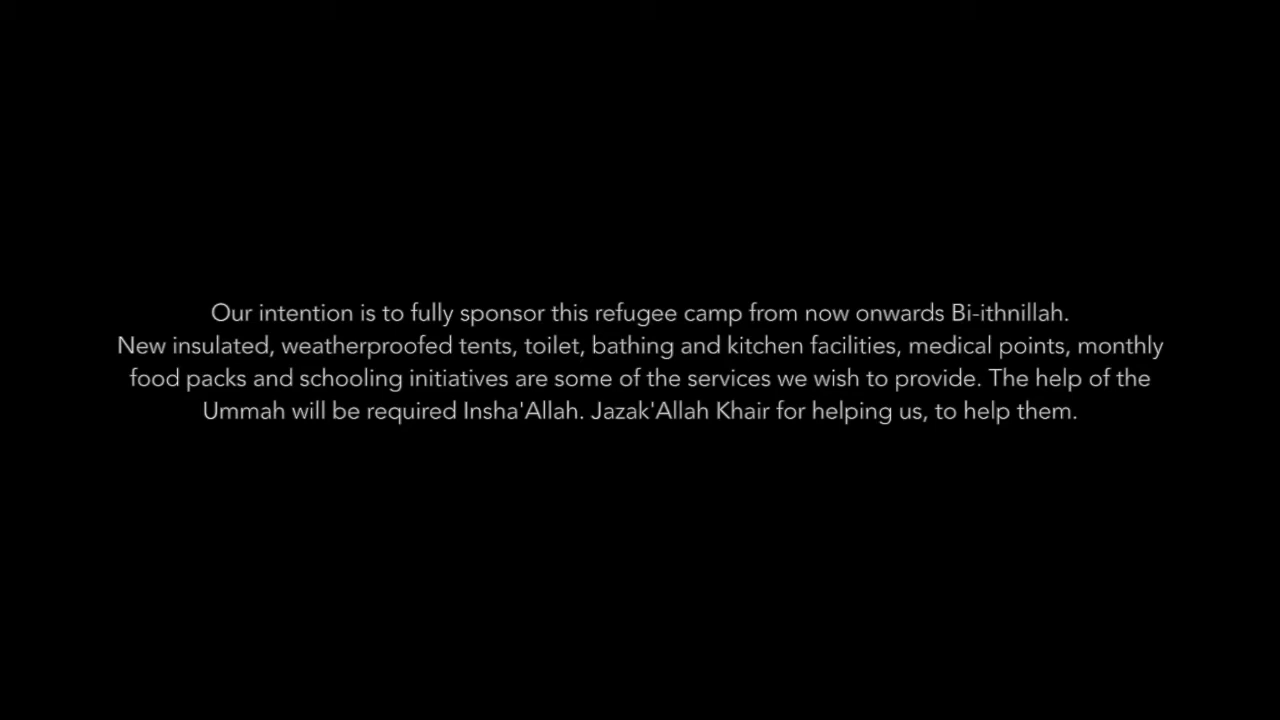 Our intention is to fully sponsor this refugee camp from now onwards Bi-ithnillah.
New insulated, weatherproofed tents, toilet, bathing and kitchen facilities, medical points, monthly
food packs and schooling initiatives are some of the services we wish to provide. The help of the
Ummah will be required Insha'Allah. Jazak'Allah Khair for helping us, to help them.